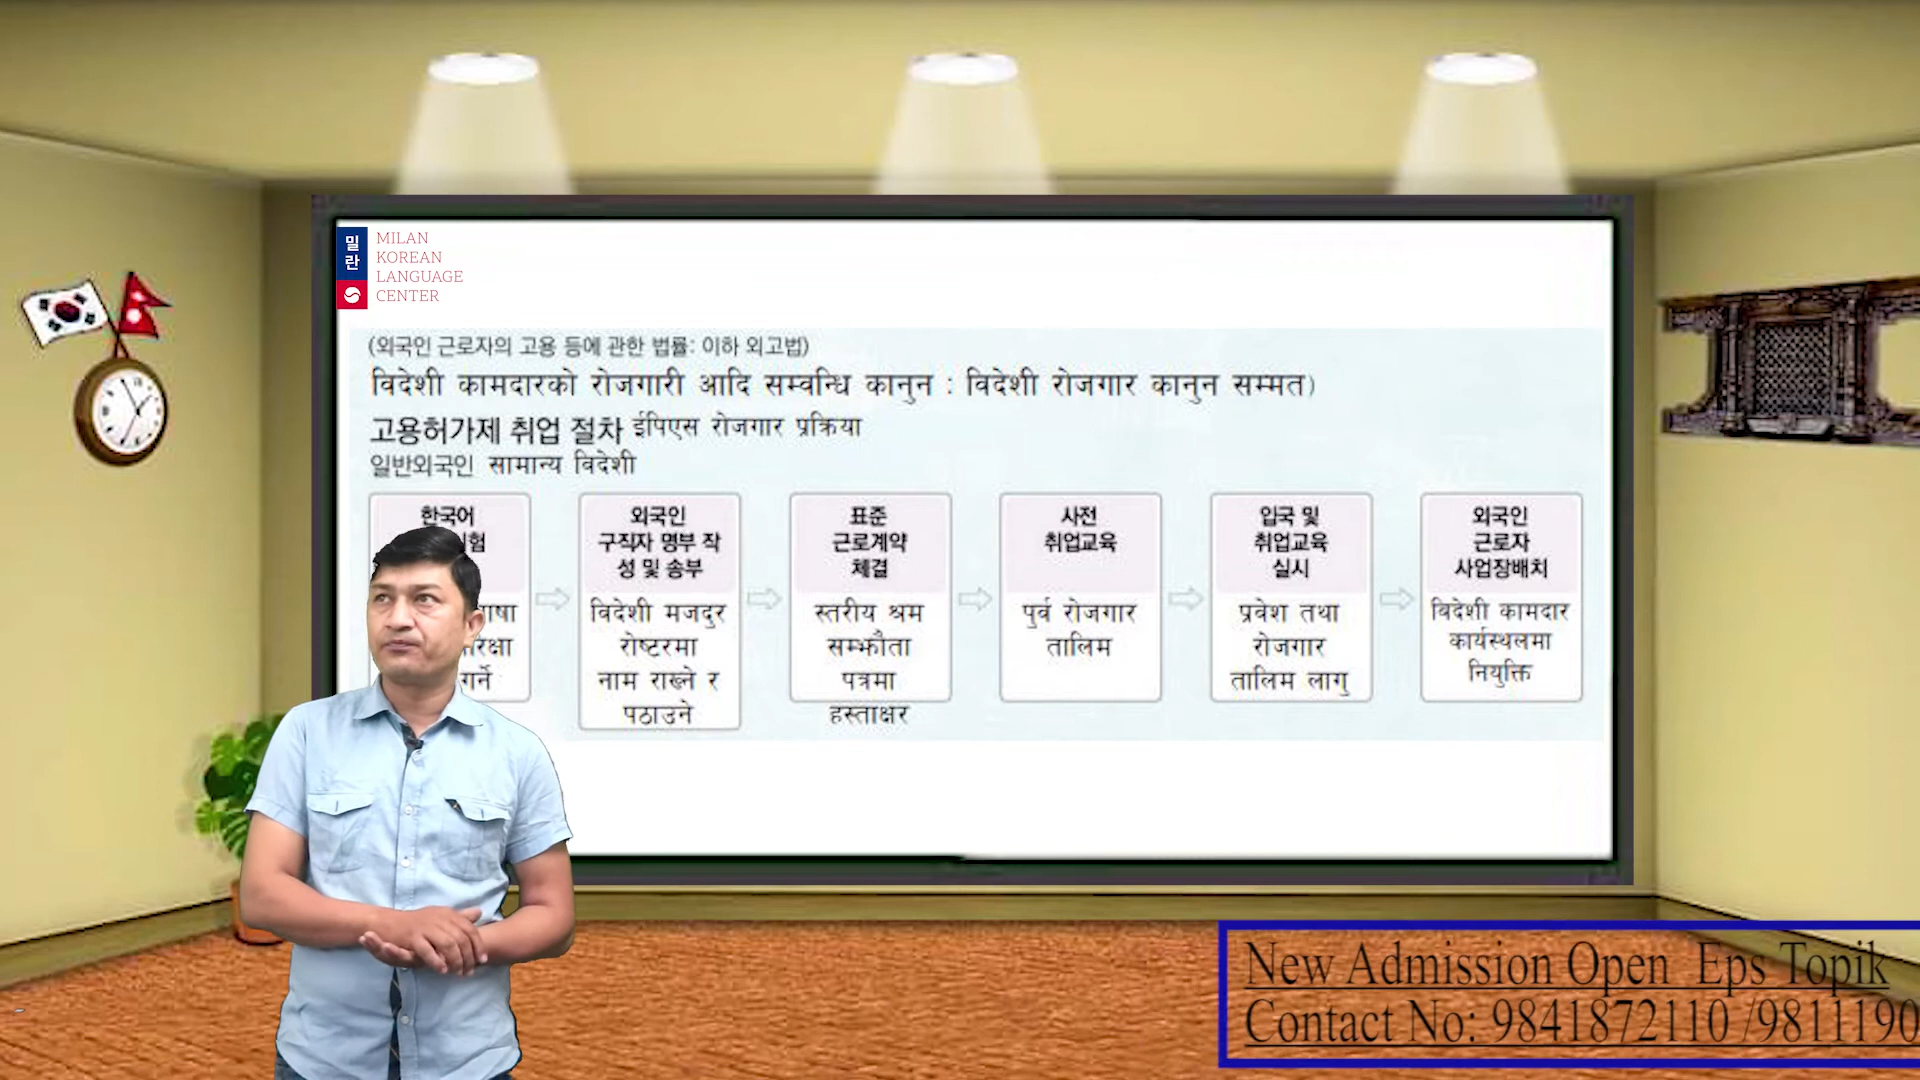 밀
란
MILAN
KOREAN
LANGUAGE
CENTER
(외국인 근로자의 고용 등에 관한 법률: 이하 외고법)
विदेशी कामदारको रोजगारी आदि सम्वन्धि कानुन : विदेशी रोजगार कानुन सम्मत)
고용허가제 취업 절차 ईपिएस रोजगार प्रक्रिया
일반외국인 सामान्य विदेशी
한국어
외국인
구직자 명부 작
성 및 송부
विदेशी मजदुर
रोष्टरमा
नाम राख्ने र
पठाउने
표준
근로계약
체결
स्तरीय श्रम
सम्झौता
पत्रमा
हस्ताक्षर
사전
취업교육
पुर्व रोजगार
तालिम
입국 및
취업교육
실시
प्रवेश तथा
रोजगार
तालिम लागु
외국인
근로자
사업장배치
विदेशी कामदार
कार्यस्थलमा
नियुक्ति
गर्ने
New Admission Open Eps Topik
Contact No: 9841872110 /9811190